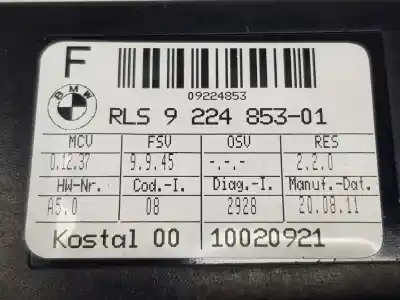 F
09224853
BMW
RLS 9 224 853-01
MCV FSV OSV RES
0.12.37 9.9.45 -.-.- 2.2.0
HW-Nr. Cod.-I. Diag.-I. Manuf.-Dat.
A5.0 08 2928 20.08.11
Kostal 00 10020921